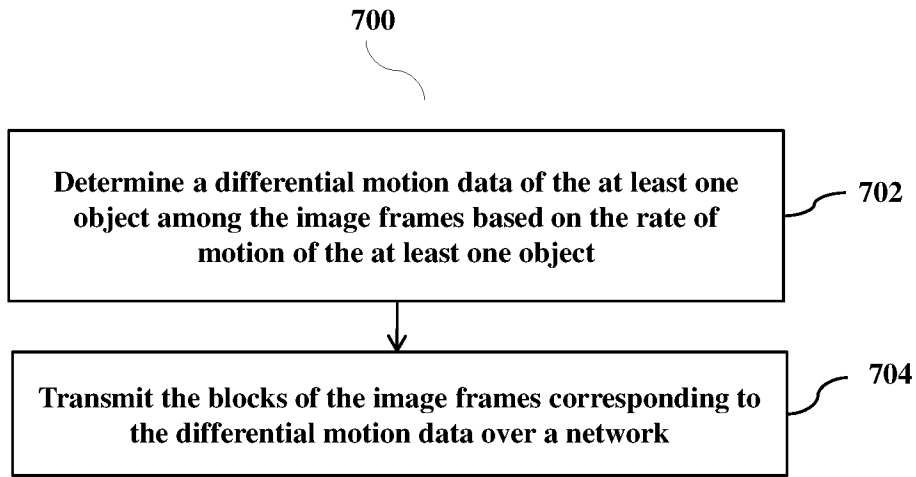 700
Determine a differential motion data of the at least one
object among the image frames based on the rate of
motion of the at least one object
702
Transmit the blocks of the image frames corresponding to
the differential motion data over a network
704